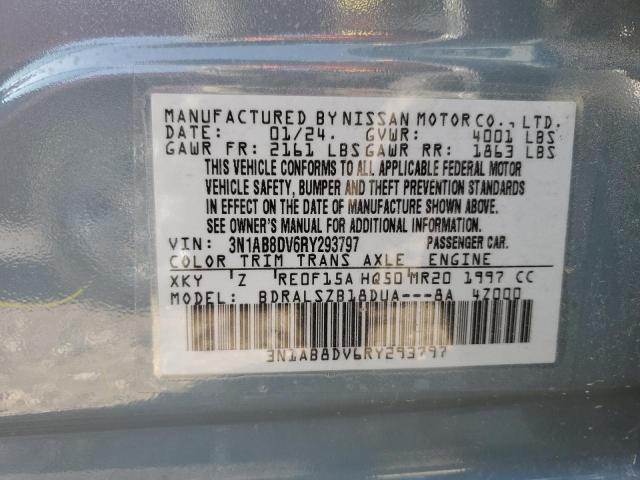 MANUFACTURED BY NISSAN MOTOR CO., LTD.
DATE: 01/24. GVWR: 4001 LBS
GAWR FR: 2161 LBS GAWR RR: 1863 LBS
THIS VEHICLE CONFORMS TO ALL APPLICABLE FEDERAL MOTOR
VEHICLE SAFETY, BUMPER AND THEFT PREVENTION STANDARDS
IN EFFECT ON THE DATE OF MANUFACTURE SHOWN ABOVE.
SEE OWNER'S MANUAL FOR ADDITIONAL INFORMATION
VIN: 3N1AB8DV6RY293797 PASSENGER CAR.
COLOR TRIM TRANS AXLE ENGINE
XKY Z RE0F15A HQ50 MR20 1997 CC
MODEL: BDRALSZB18DUA---8A 4Z000
3N1AB8DV6RY293797